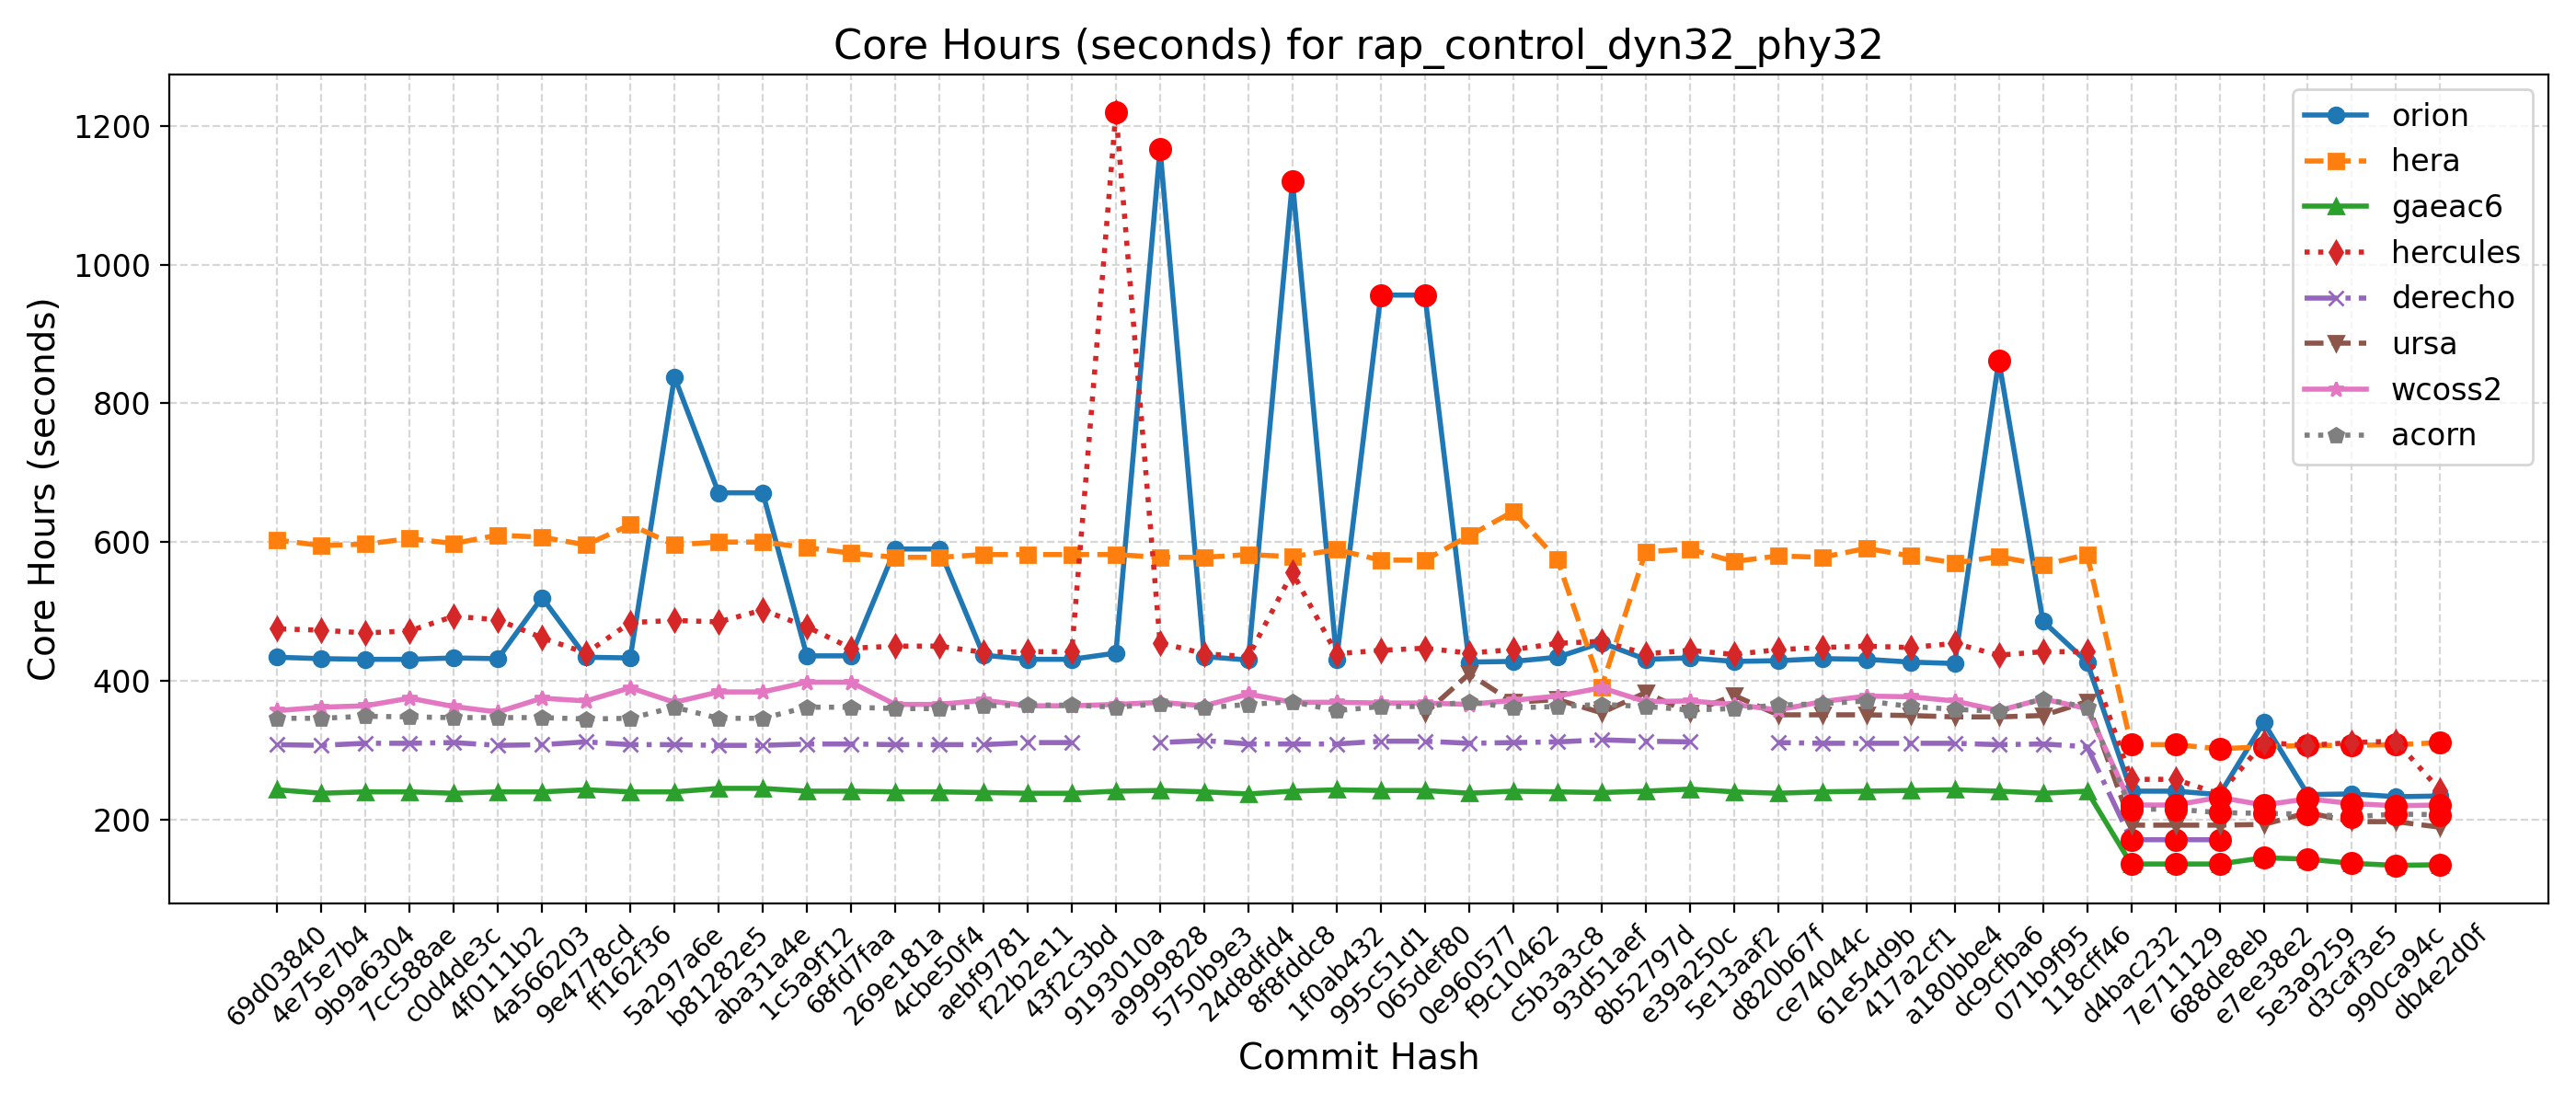 Core Hours (seconds) for rap_control_dyn32_phy32
Core Hours (seconds)
1200
1000
800
600
400
200
orion
hera
gaeac6
hercules
derecho
ursa
wcoss2
acorn
69d03840
4e75e7b4
9b9a6304
7cc588ae
c0d4de3c
4f0111b2
4a566203
9e4778cd
ff162f36
5a297a6e
b81282e5
aba31a4e
1c5a9f12
68fd7faa
269e181a
4cbe50f4
aebf9781
f22b2e11
43f2c3bd
9193010a
a9999828
5750b9e3
24d8dfd4
8f8fddc8
1f0ab432
995c51d1
065def80
0e960577
f9c10462
c5b3a3c8
93d51aef
8b52797d
e39a250c
5e13aaf2
d820b67f
ce74044c
61e54d9b
417a2cf1
a180bbe4
dc9cfba6
071b9f95
118cff46
d4bac232
7e711129
688de8eb
e7ee38e2
5e3a9259
d3caf3e5
990ca94c
db4e2d0f
Commit Hash